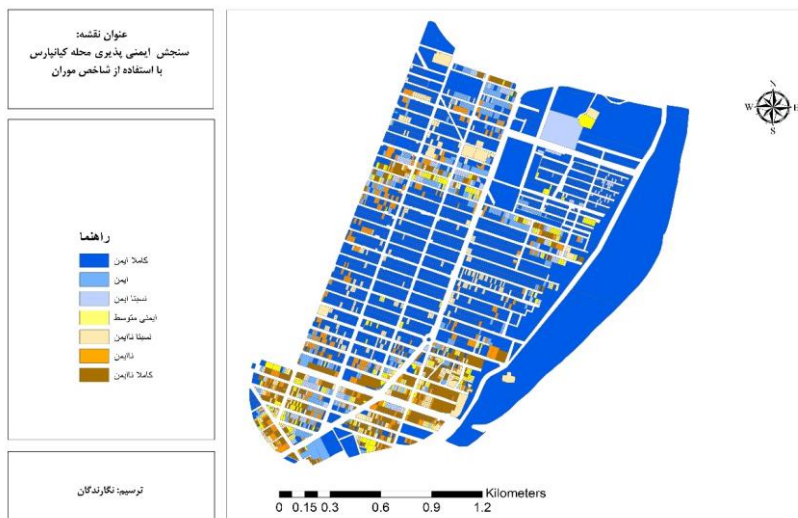 عنوان نقشه:
سنجش ایمنی پذیری محله کیانپارس
با استفاده از شاخص موران
N
W E
S
راهنما
کاملا ایمن
ایمن
نسبتا ایمن
ایمنی متوسط
نسبتا ناایمن
ناایمن
کاملا ناایمن
ترسیم: نگارندگان
Kilometers
0 0.15 0.3 0.6 0.9 1.2